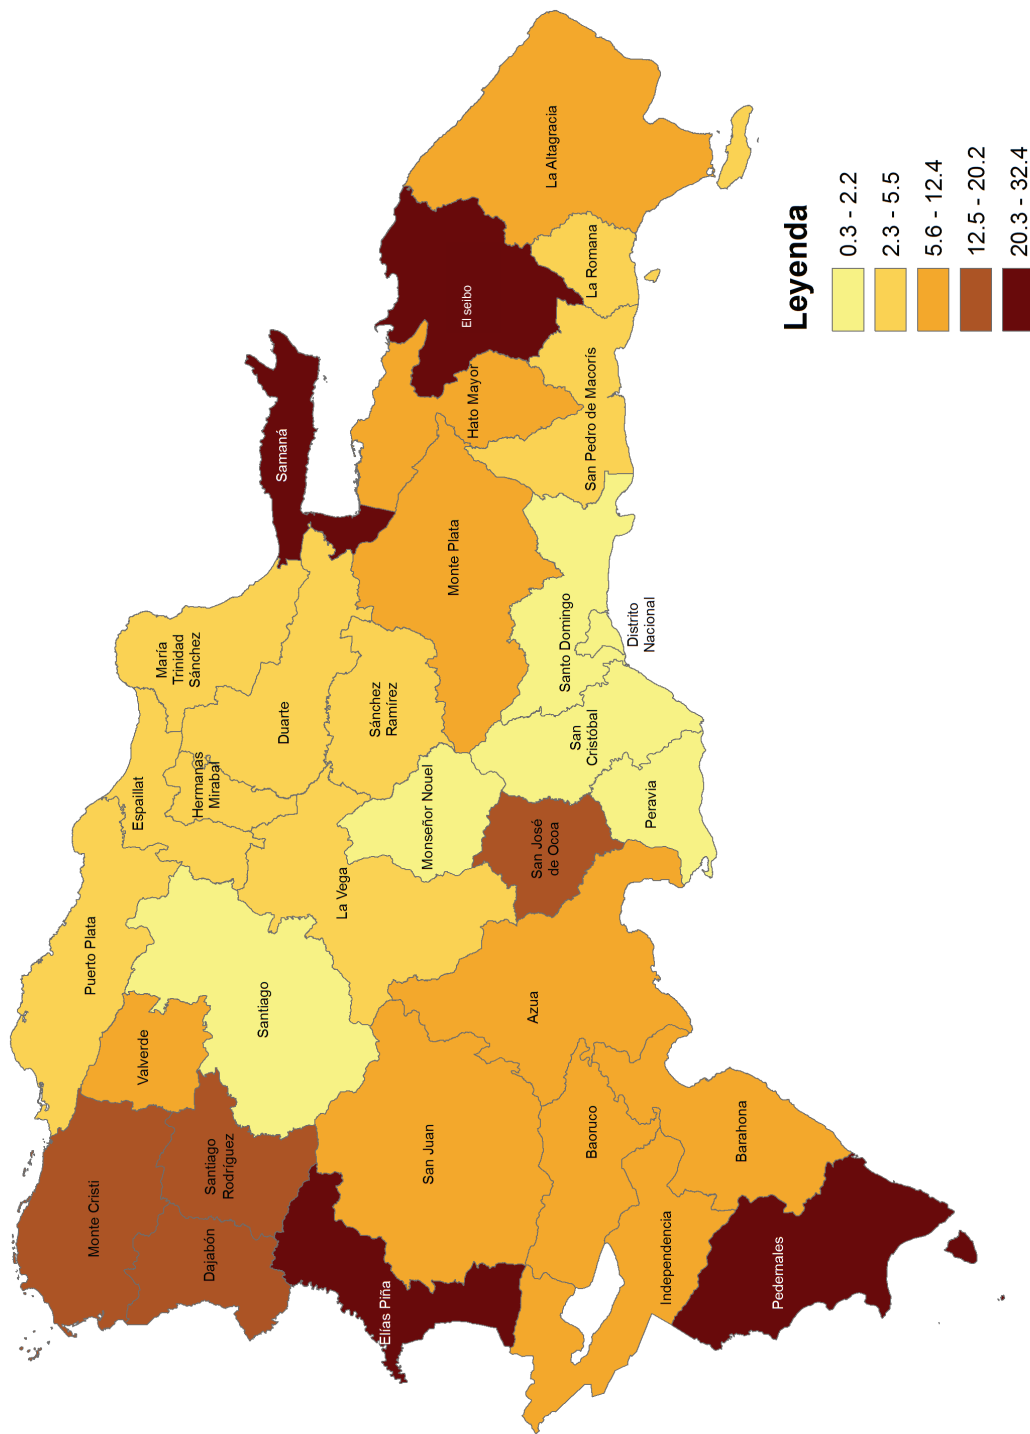 Puerto Plata
Espaillat
María
Trinidad
Sánchez
Monte Cristi
Valverde
Hermanas
Mirabal
Santiago
Rodríguez
Dajabón
Santiago
Duarte
Samaná
La Vega
Sánchez
Ramírez
Elías Piña
San Juan
Monseñor Nouel
Monte Plata
Hato Mayor
El seibo
La Altagracia
Azua
San José
de Ocoa
San
Cristóbal
Santo Domingo
San Pedro de Macorís
La Romana
Baoruco
Peravia
Distrito
Nacional
Independencia
Barahona
Pedernales
Leyenda
0.3 - 2.2
2.3 - 5.5
5.6 - 12.4
12.5 - 20.2
20.3 - 32.4